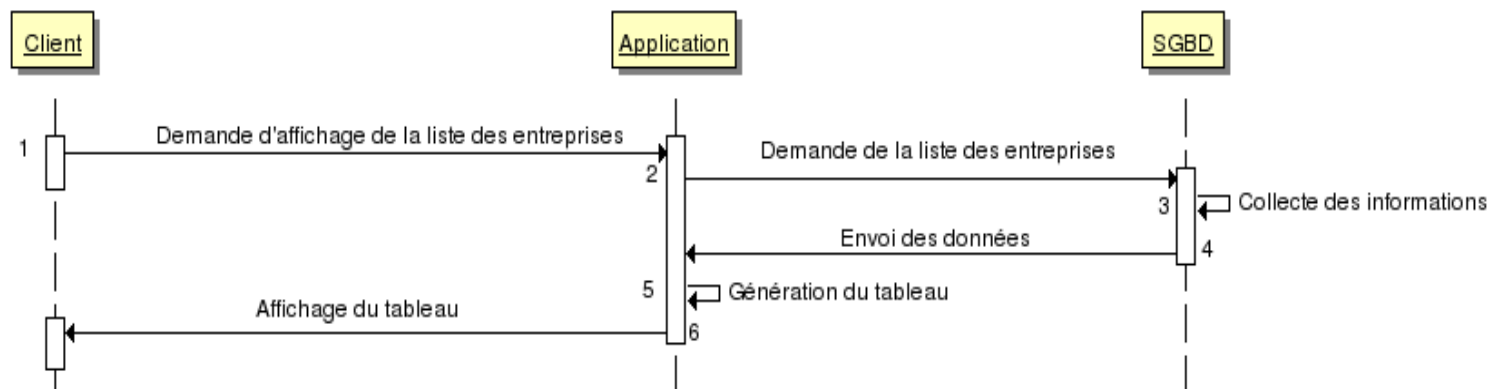 Client
Application
SGBD
1
Demande d'affichage de la liste des entreprises
2
Demande de la liste des entreprises
3
Collecte des informations
Envoi des données
4
5
Génération du tableau
Affichage du tableau
6